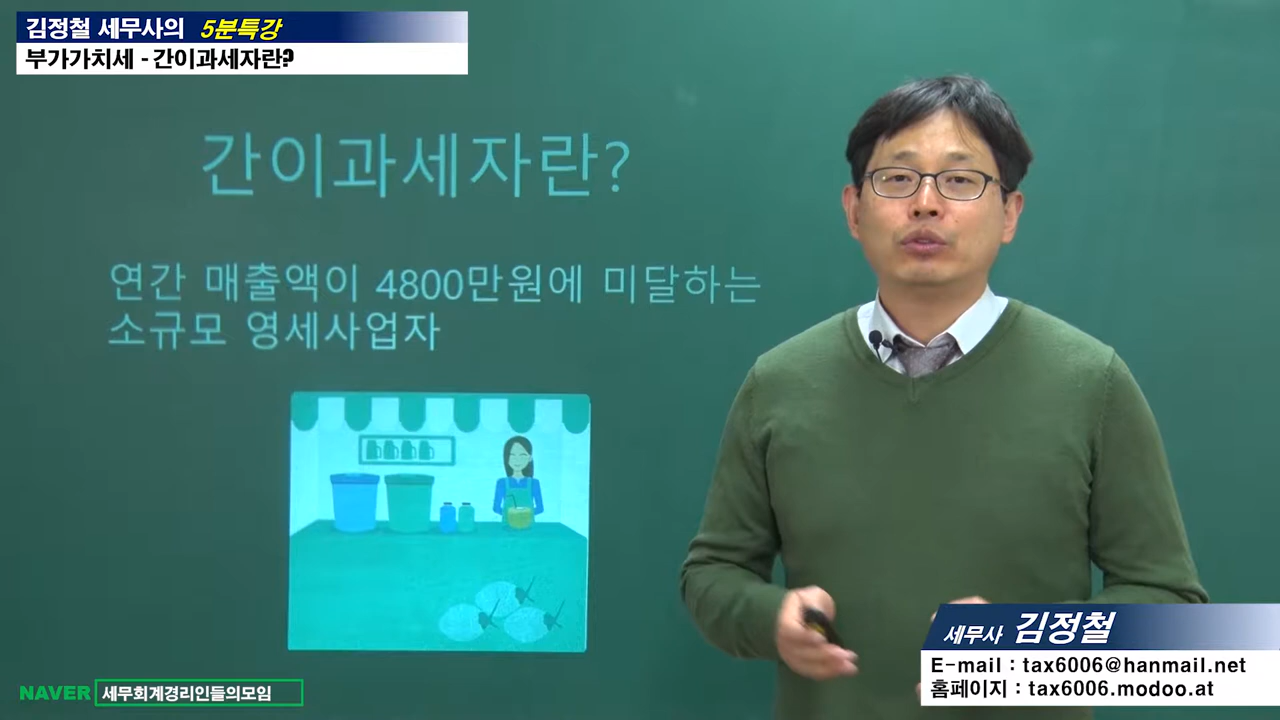 김정철 세무사의 5분특강
부가가치세 - 간이과세자란?
간이과세자란?
연간 매출액이 4800만원에 미달하는
소규모 영세사업자
세무사 김정철
E-mail : tax6006@hanmail.net
홈페이지 : tax6006.modoo.at
NAVER 세무회계경리인들의모임